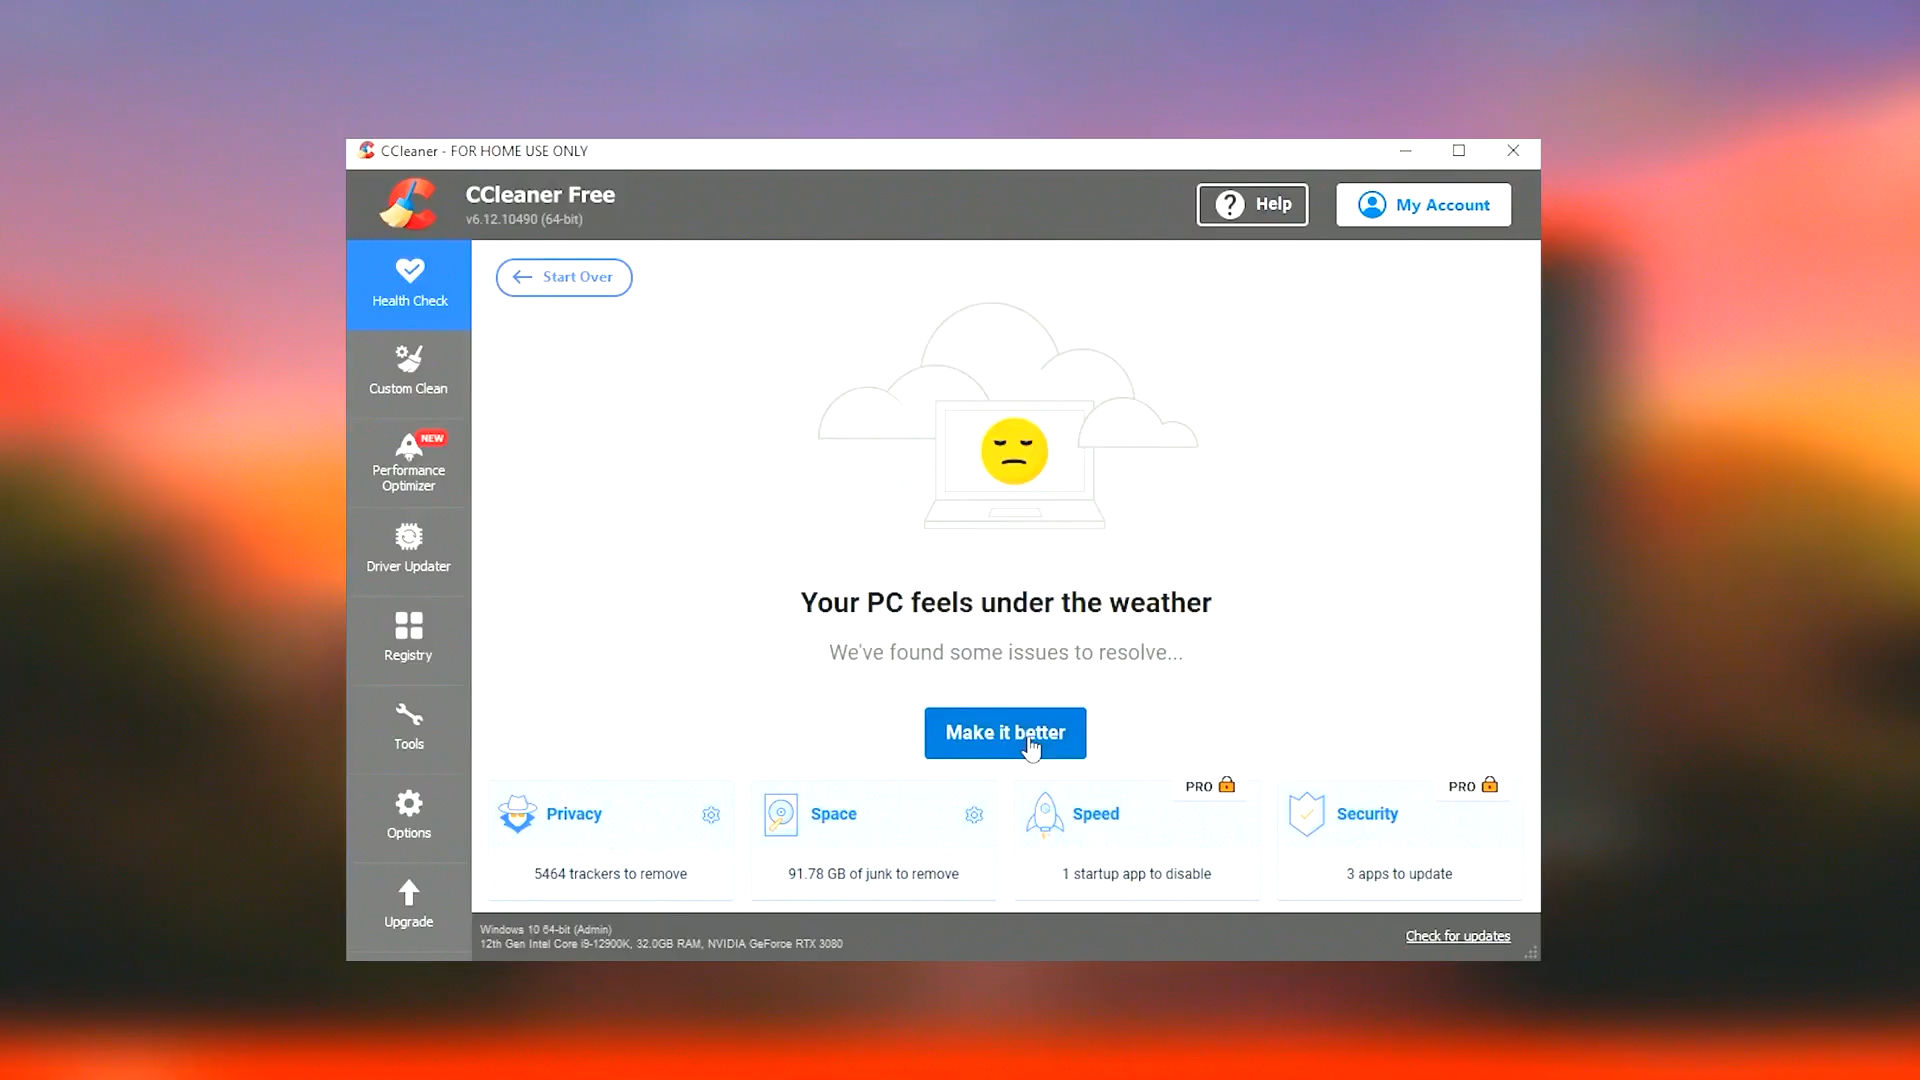 CCleaner - FOR HOME USE ONLY
CCleaner Free
v6.12.10490 (64-bit)
Help
My Account
Health Check
Custom Clean
NEW
Performance
Optimizer
Driver Updater
Registry
Tools
Options
Upgrade
Start Over
Your PC feels under the weather
We've found some issues to resolve...
Make it better
Privacy
5464 trackers to remove
Space
91.78 GB of junk to remove
PRO
Speed
1 startup app to disable
PRO
Security
3 apps to update
Windows 10 64-bit (Admin)
12th Gen Intel Core i9-12900K, 32.0GB RAM, NVIDIA GeForce RTX 3080
Check for updates